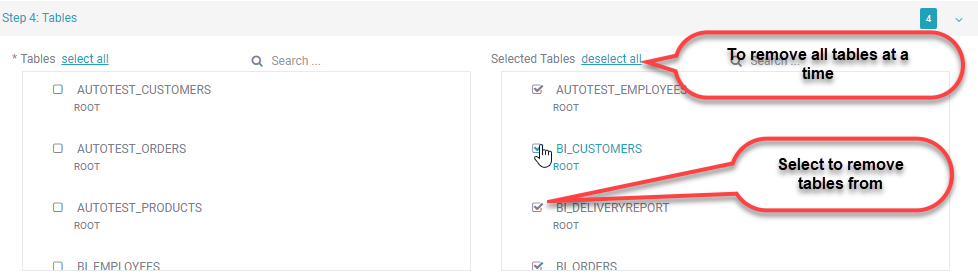 Step 4: Tables
4
* Tables select all
Search ...
Selected Tables deselect all
Search ...
To remove all tables at a
time
AUTOTEST_CUSTOMERS
ROOT
AUTOTEST_EMPLOYEES
ROOT
AUTOTEST_ORDERS
ROOT
BI_CUSTOMERS
ROOT
Select to remove
tables from
AUTOTEST_PRODUCTS
ROOT
BI_DELIVERYREPORT
ROOT
BI_EMPLOYEES
BI_ORDERS